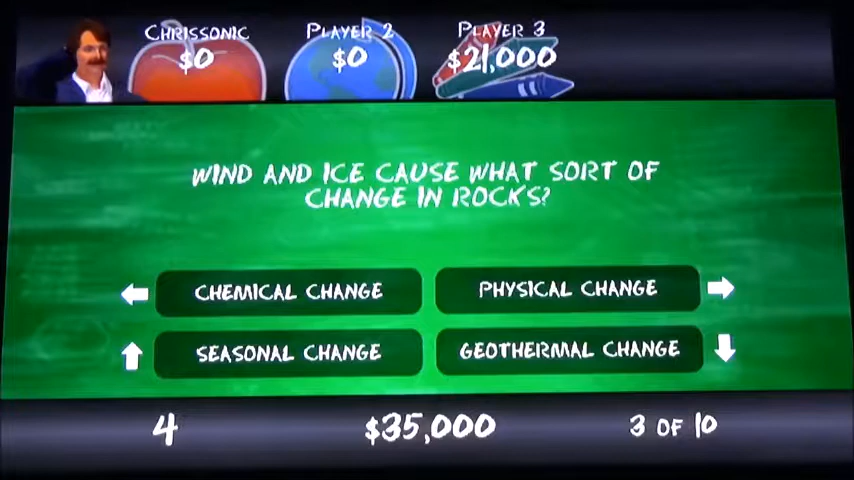 CHRISSONIC
$0
PLAYER 2
$0
PLAYER 3
$21,000
WIND AND ICE CAUSE WHAT SORT OF
CHANGE IN ROCKS?
CHEMICAL CHANGE
PHYSICAL CHANGE
SEASONAL CHANGE
GEOTHERMAL CHANGE
4
$35,000
3 OF 10